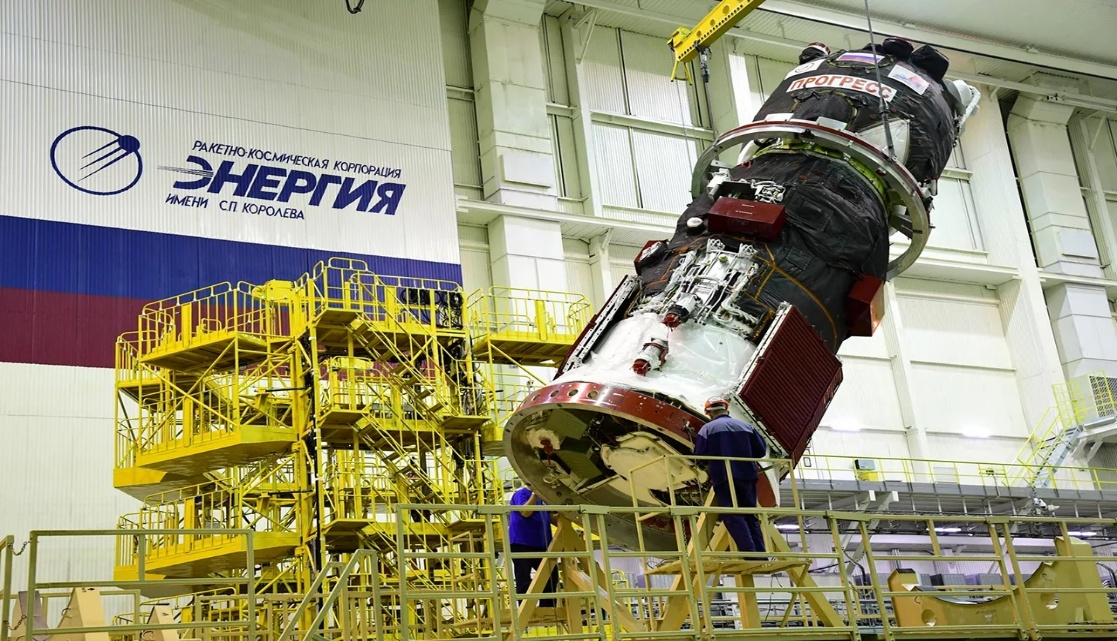 РАКЕТНО-КОСМИЧЕСКАЯ КОРПОРАЦИЯ
ЭНЕРГИЯ
ИМЕНИ С.П. КОРОЛЕВА
ПРОГРЕСС